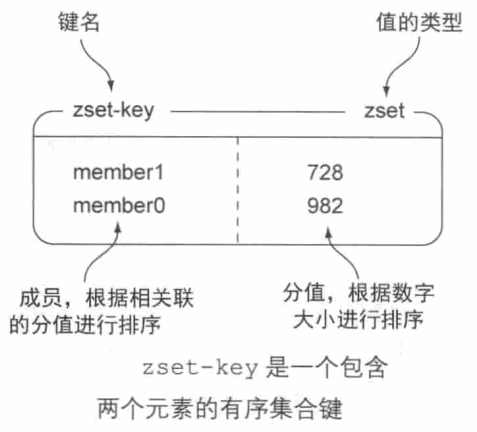 键名 值的类型
zset-key zset
member1 728
member0 982
成员，根据相关联
的分值进行排序
分值，根据数字
大小进行排序
zset-key 是一个包含
两个元素的有序集合键